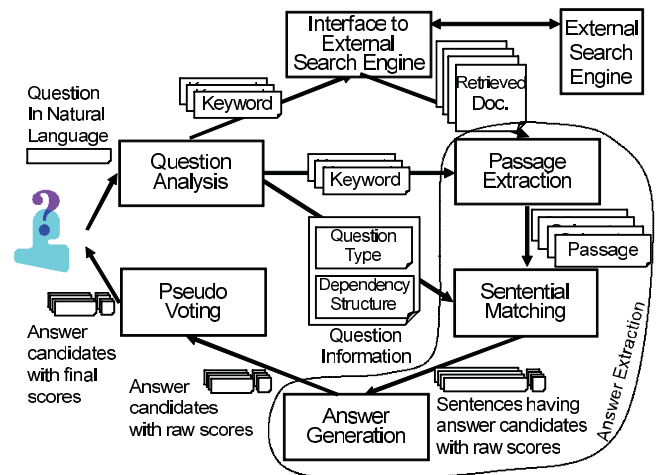 Interface to
External
Search Engine
External
Search
Engine
Question
In Natural
Language
Keyword
Retrieved
Doc.
Question
Analysis
Keyword
Passage
Extraction
?
Question
Type
Dependency
Structure
Question
Information
Passage
Pseudo
Voting
Sentential
Matching
Answer
candidates
with final
scores
Answer
candidates
with raw scores
Answer
Generation
Sentences having
answer candidates
with raw scores
Answer Extraction